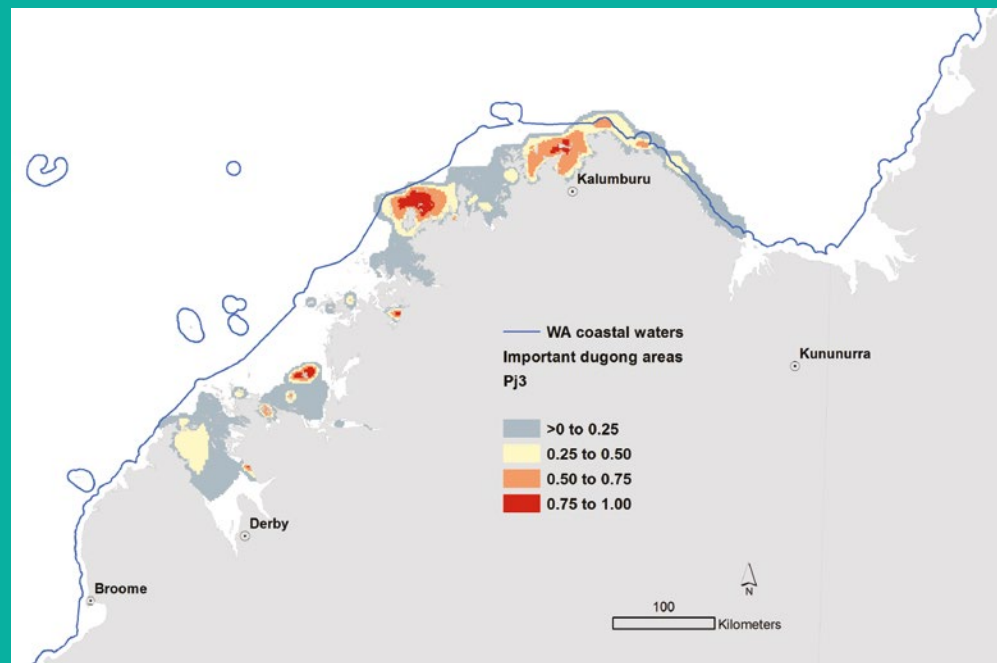 Kalumburu
WA coastal waters
Important dugong areas
Pj3
>0 to 0.25
0.25 to 0.50
0.50 to 0.75
0.75 to 1.00
Kununurra
Derby
Broome
N
100
Kilometers